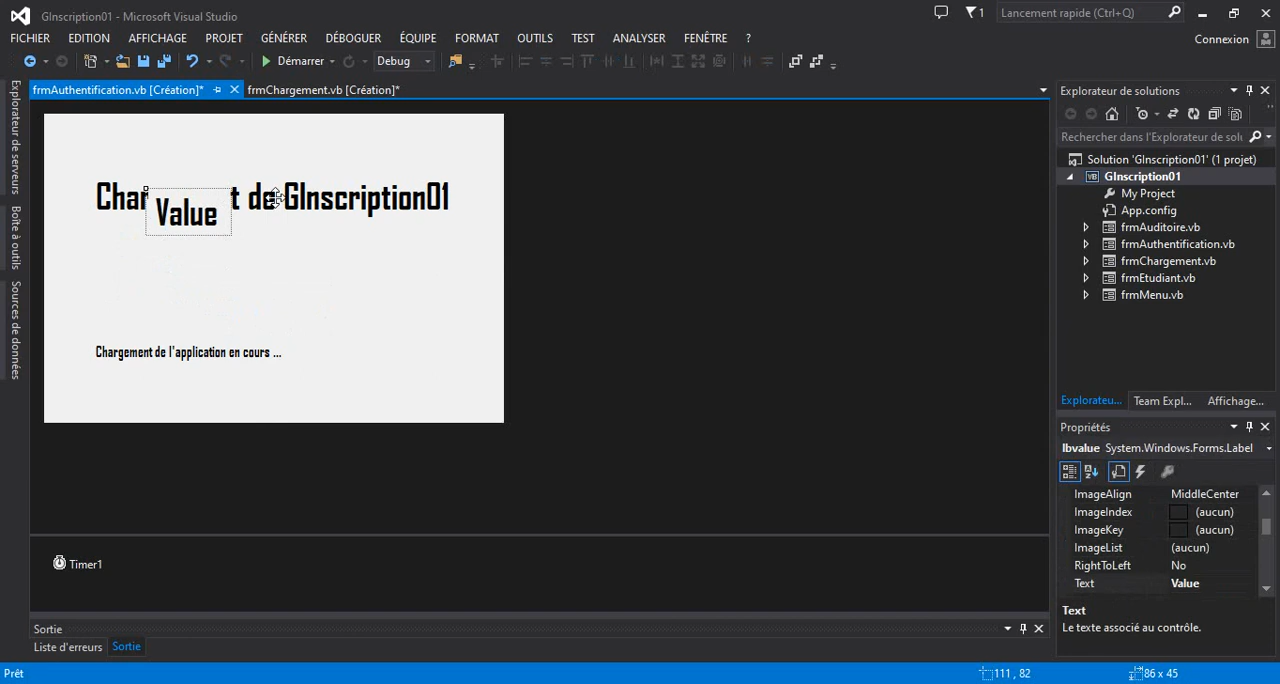 GInscription01 - Microsoft Visual Studio
1
Lancement rapide (Ctrl+Q)
FICHIER EDITION AFFICHAGE PROJET GÉNÉRER DÉBOGUER ÉQUIPE FORMAT OUTILS TEST ANALYSER FENÊTRE ?
Connexion
Démarrer Debug
frmAuthentification.vb [Création]*
frmChargement.vb [Création]*
Explorateur de serveurs
Boîte à outils
Sources de données
Char t de GInscription01
Value
Chargement de l'application en cours ...
Timer1
Sortie
Liste d'erreurs Sortie
Explorateur de solutions
Rechercher dans l'Explorateur de solu
Solution 'GInscription01' (1 projet)
VB GInscription01
My Project
App.config
frmAuditoire.vb
frmAuthentification.vb
frmChargement.vb
frmEtudiant.vb
frmMenu.vb
Explorateu... Team Expl... Affichage...
Propriétés
lbvalue System.Windows.Forms.Label
ImageAlign MiddleCenter
ImageIndex (aucun)
ImageKey (aucun)
ImageList (aucun)
RightToLeft No
Text Value
Text
Le texte associé au contrôle.
Prêt
111 , 82
86 x 45